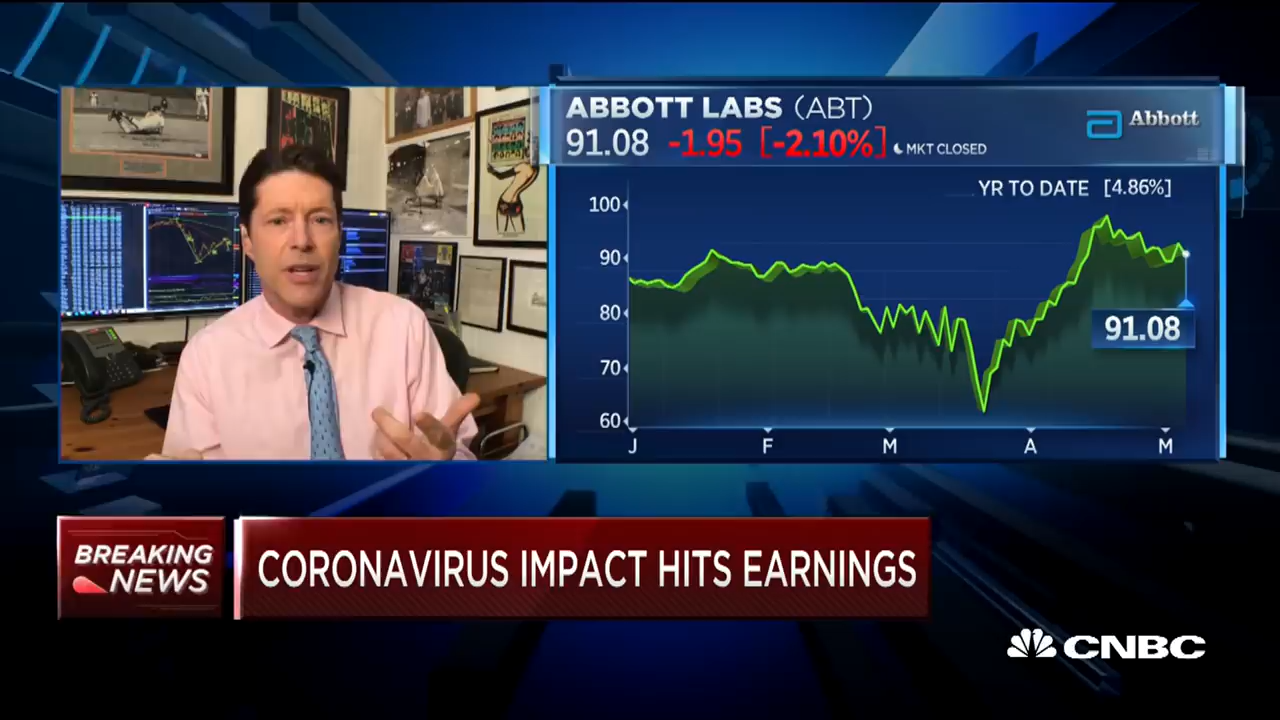 ABBOTT LABS (ABT)
91.08 -1.95 [-2.10%] MKT CLOSED
Abbott
YR TO DATE [4.86%]
100
90
80
70
60
91.08
J F M A M
BREAKING
NEWS
CORONAVIRUS IMPACT HITS EARNINGS
CNBC